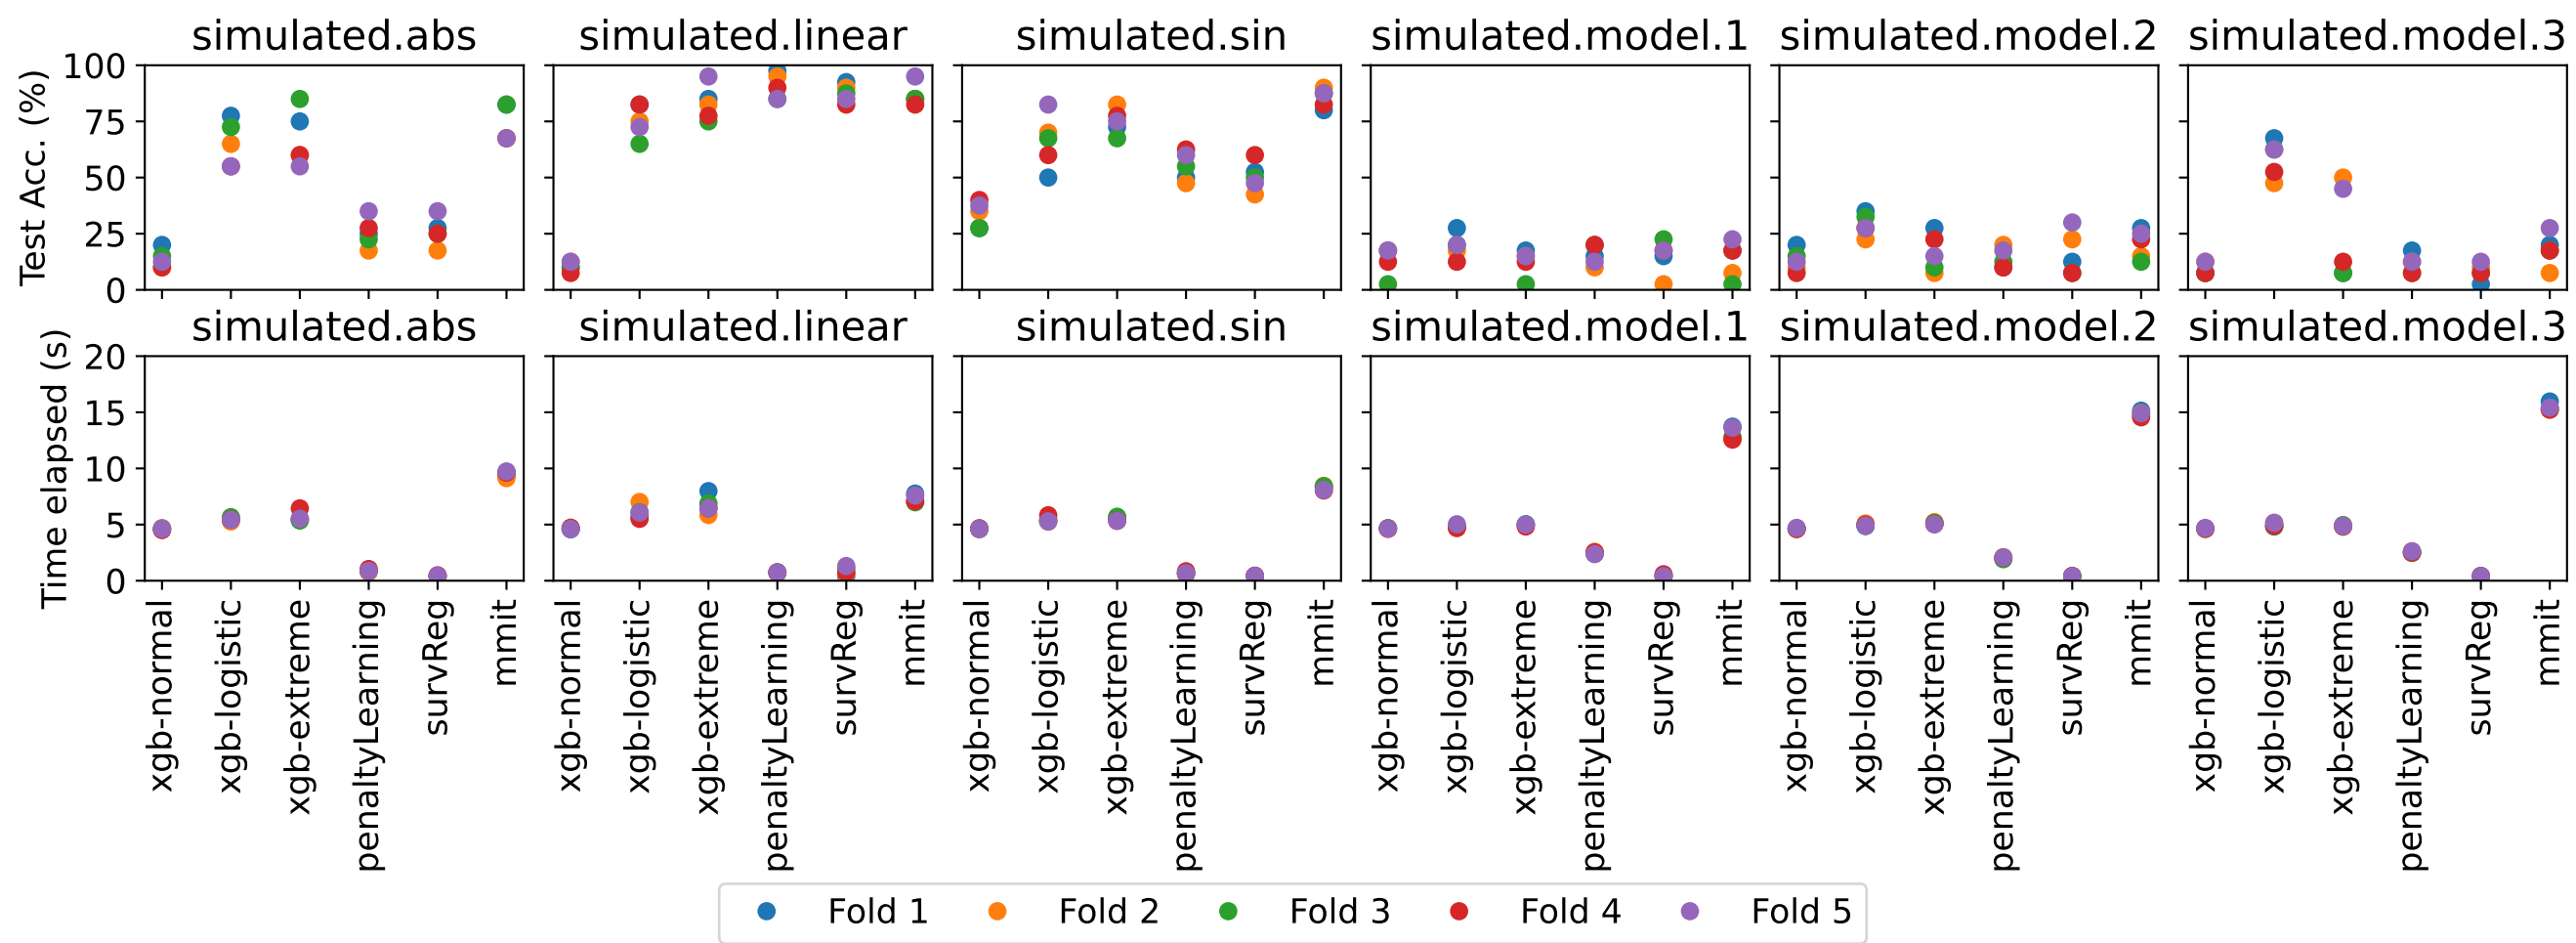 simulated.abs simulated.linear simulated.sin simulated.model.1 simulated.model.2 simulated.model.3
Test Acc. (%)
100
75
50
25
0
simulated.abs simulated.linear simulated.sin simulated.model.1 simulated.model.2 simulated.model.3
Time elapsed (s)
20
15
10
5
0
xgb-normal xgb-logistic xgb-extreme penaltyLearning survReg mmit xgb-normal xgb-logistic xgb-extreme penaltyLearning survReg mmit xgb-normal xgb-logistic xgb-extreme penaltyLearning survReg mmit xgb-normal xgb-logistic xgb-extreme penaltyLearning survReg mmit xgb-normal xgb-logistic xgb-extreme penaltyLearning survReg mmit xgb-normal xgb-logistic xgb-extreme penaltyLearning survReg mmit
Fold 1 Fold 2 Fold 3 Fold 4 Fold 5